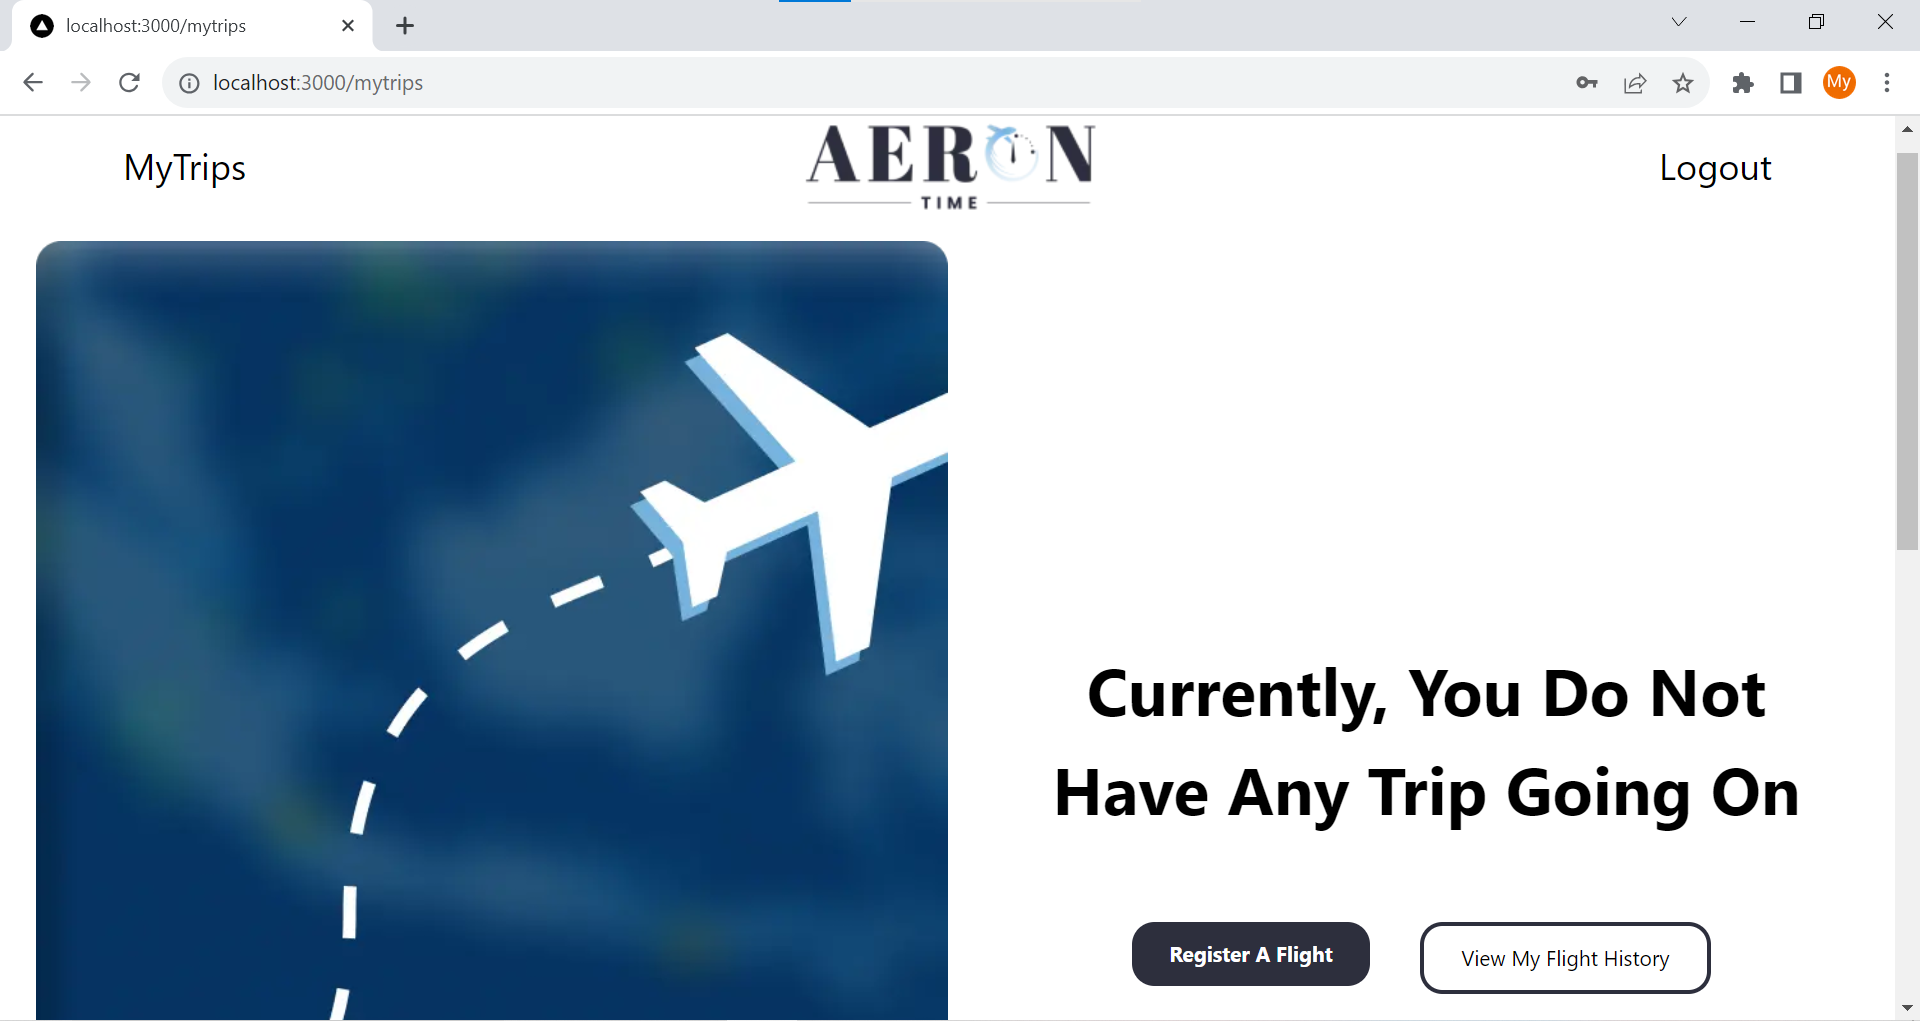 localhost:3000/mytrips
localhost:3000/mytrips
My
MyTrips
AERON
TIME
Logout
Currently, You Do Not
Have Any Trip Going On
Register A Flight
View My Flight History